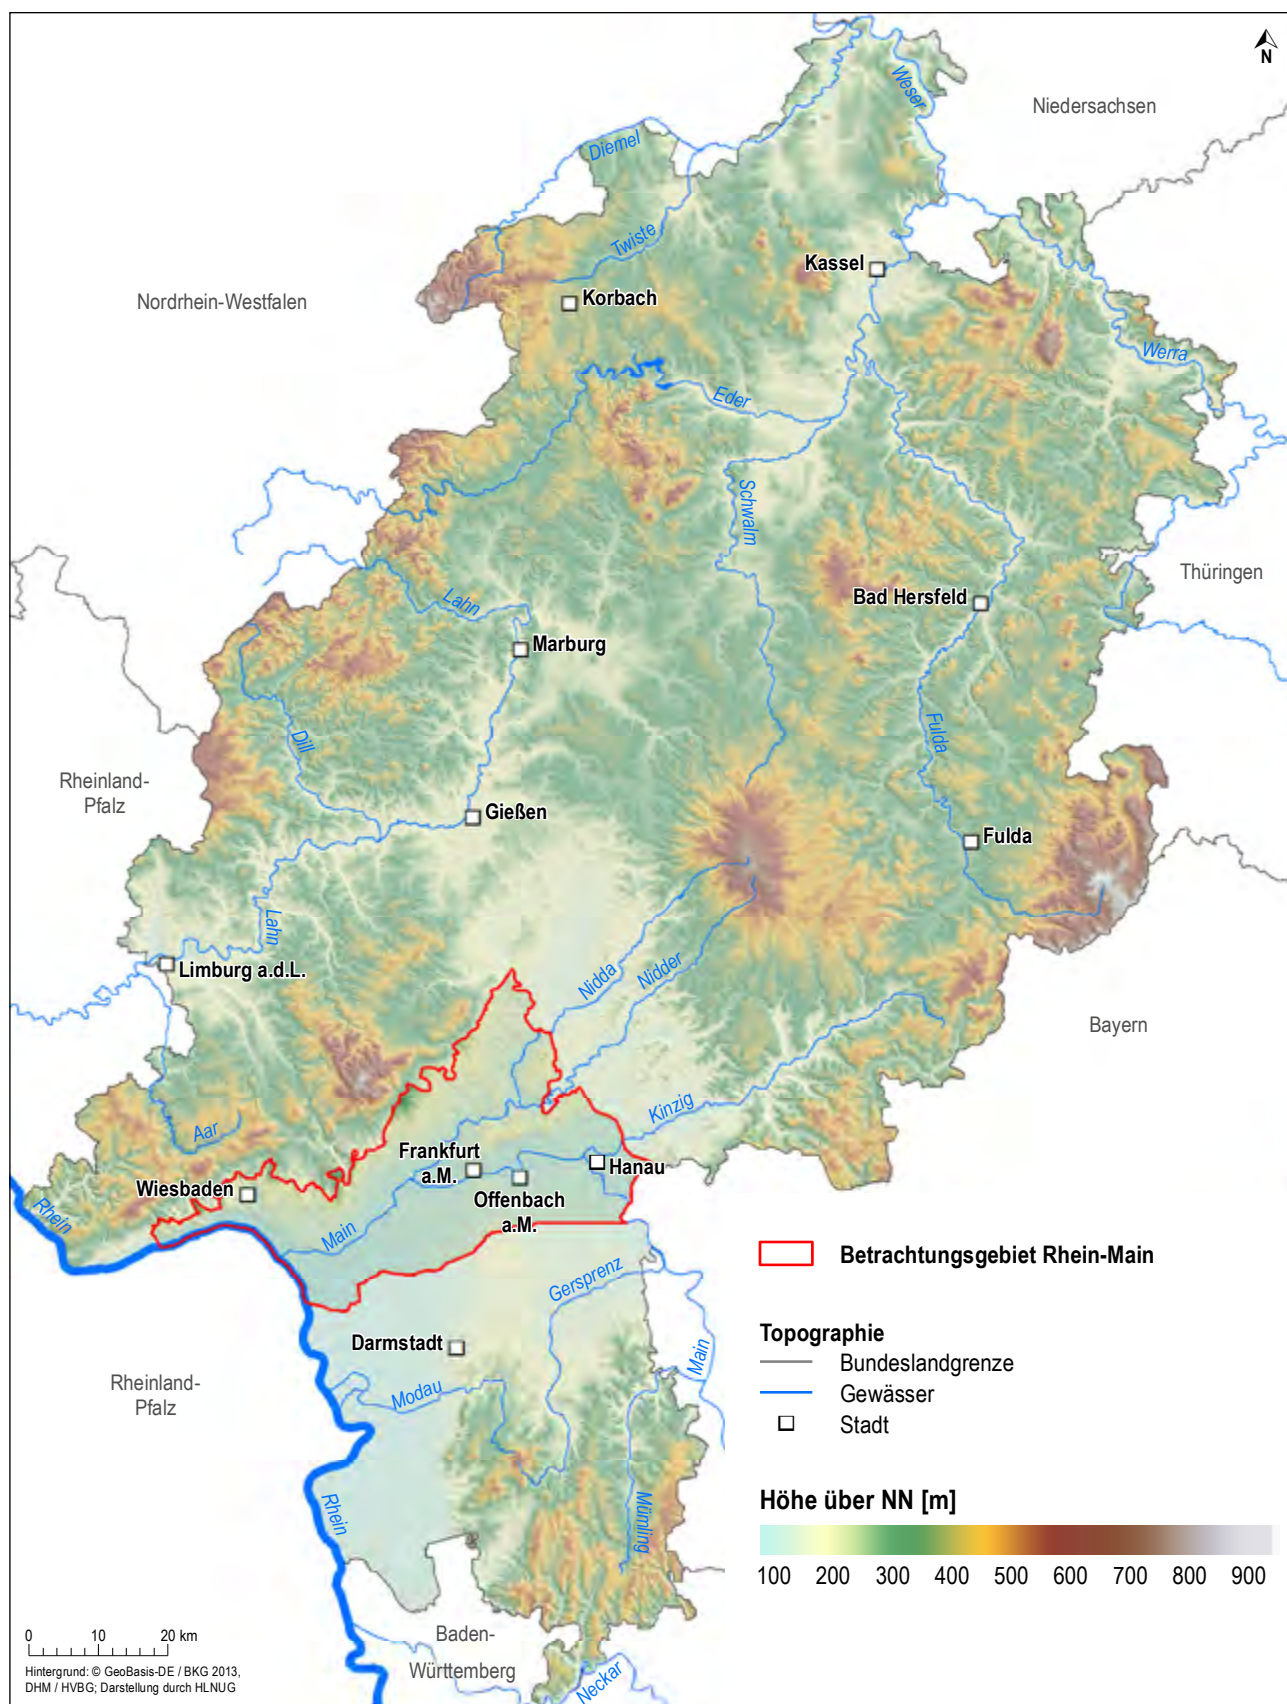 N
Weser
Niedersachsen
Diemel
Twiste
Kassel
Nordrhein-Westfalen
Korbach
Werra
Eder
Schwalm
Thüringen
Bad Hersfeld
Lahn
Marburg
Fulda
Dill
Rheinland-
Pfalz
Gießen
Fulda
Lahn
Limburg a.d.L.
Nidda
Nidder
Bayern
Kinzig
Aar
Frankfurt
a.M.
Hanau
Wiesbaden
Offenbach
a.M.
Rhein
Main
Betrachtungsgebiet Rhein-Main
Gersprenz
Topographie
Darmstadt
Main
Bundeslandgrenze
Rheinland-
Pfalz
Modau
Gewässer
Stadt
Höhe über NN [m]
Rhein
Mümling
100 200 300 400 500 600 700 800 900
0 10 20 km
Baden-
Württemberg
Neckar
Hintergrund: © GeoBasis-DE / BKG 2013,
DHM / HVBG; Darstellung durch HLNUG